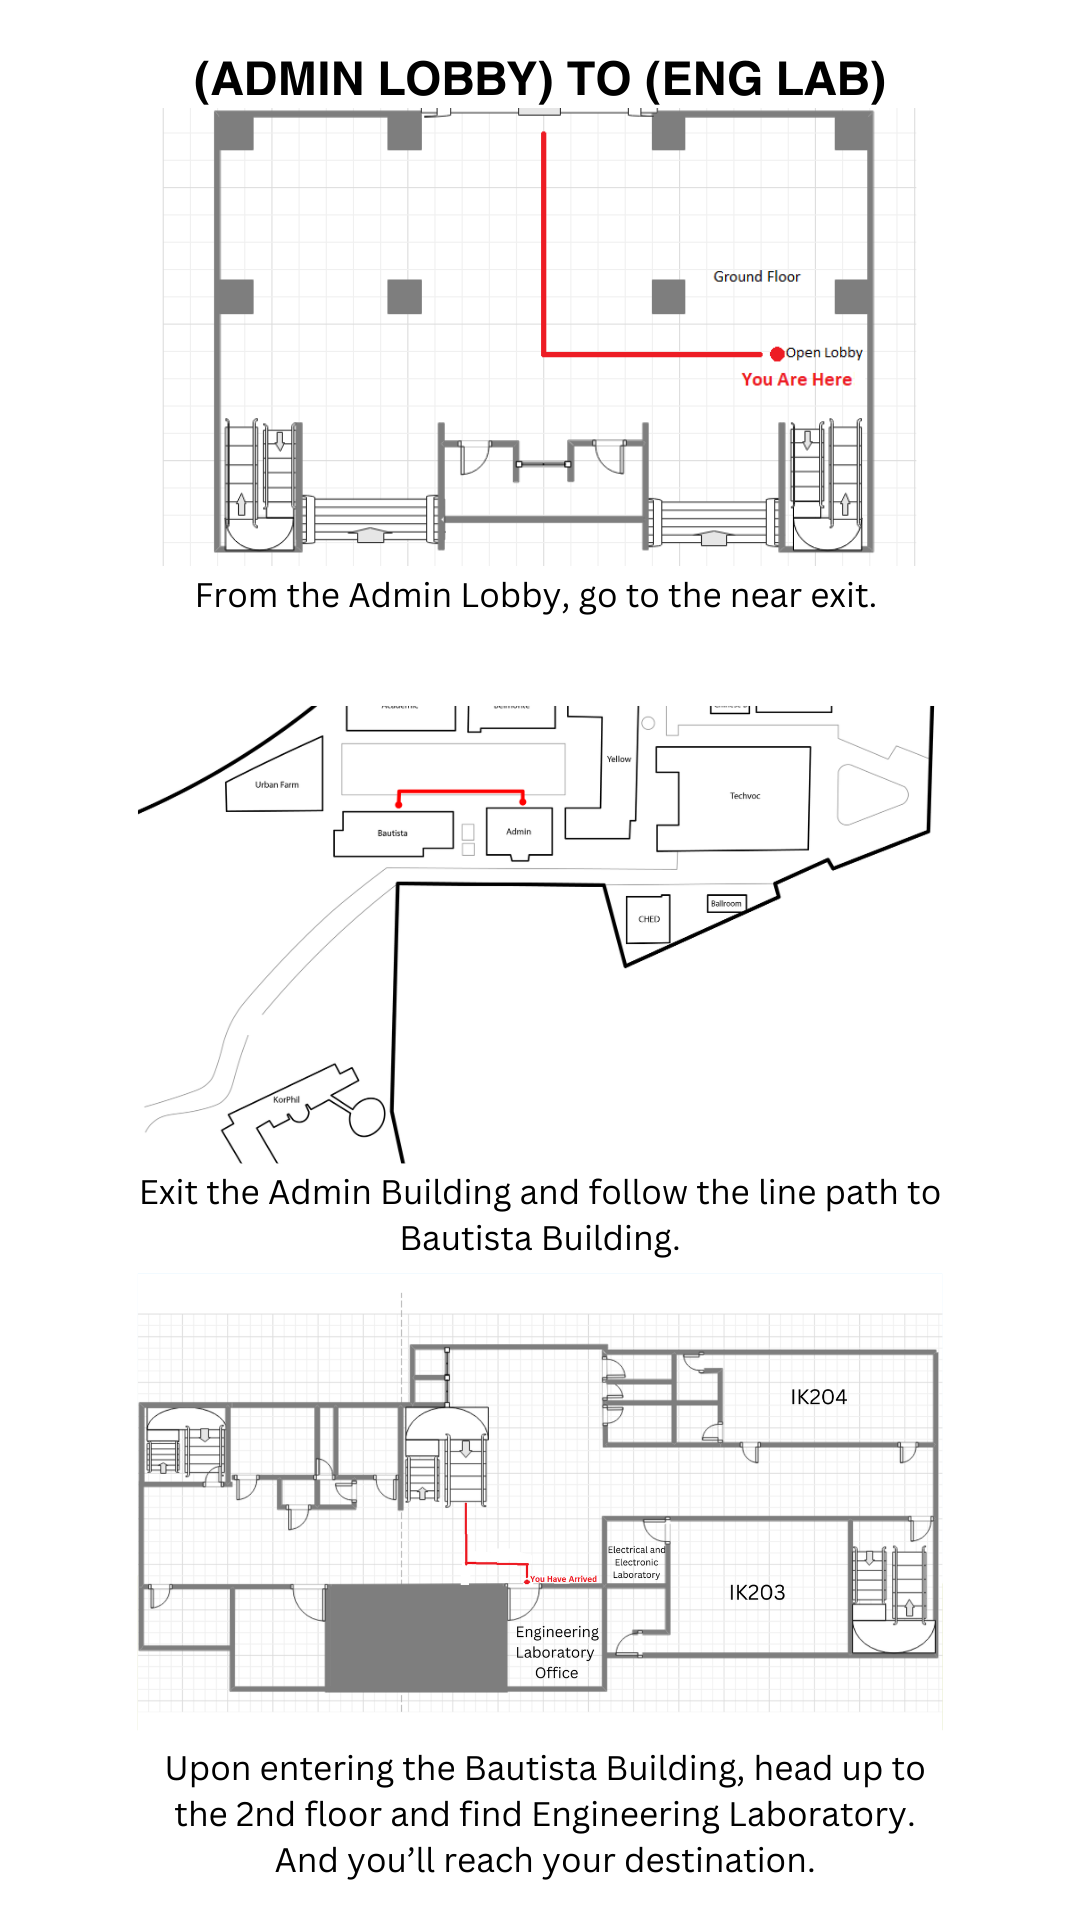 (ADMIN LOBBY) TO (ENG LAB)
Ground Floor
Open Lobby
You Are Here
From the Admin Lobby, go to the near exit.
Yellow
Urban Farm
Techvoc
Bautista
Admin
CHED
Ballroom
KorPhil
Exit the Admin Building and follow the line path to
Bautista Building.
IK204
Electrical and
Electronic
Laboratory
You Have Arrived
IK203
Engineering
Laboratory
Office
Upon entering the Bautista Building, head up to
the 2nd floor and find Engineering Laboratory.
And you’ll reach your destination.